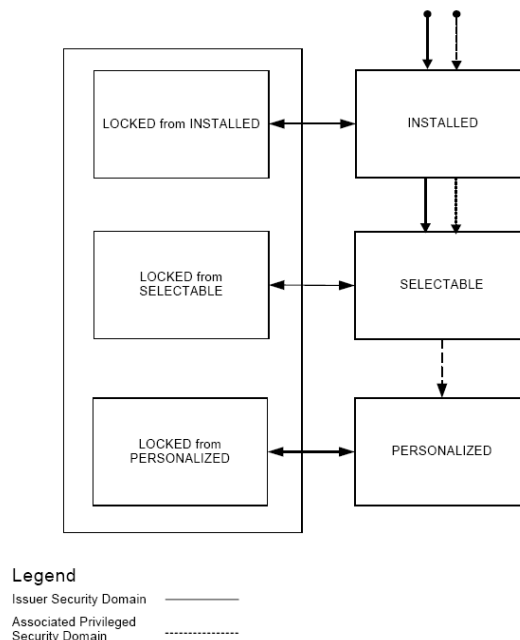 LOCKED from INSTALLED
INSTALLED
LOCKED from
SELECTABLE
SELECTABLE
LOCKED from
PERSONALIZED
PERSONALIZED
Legend
Issuer Security Domain
Associated Privileged
Security Domain